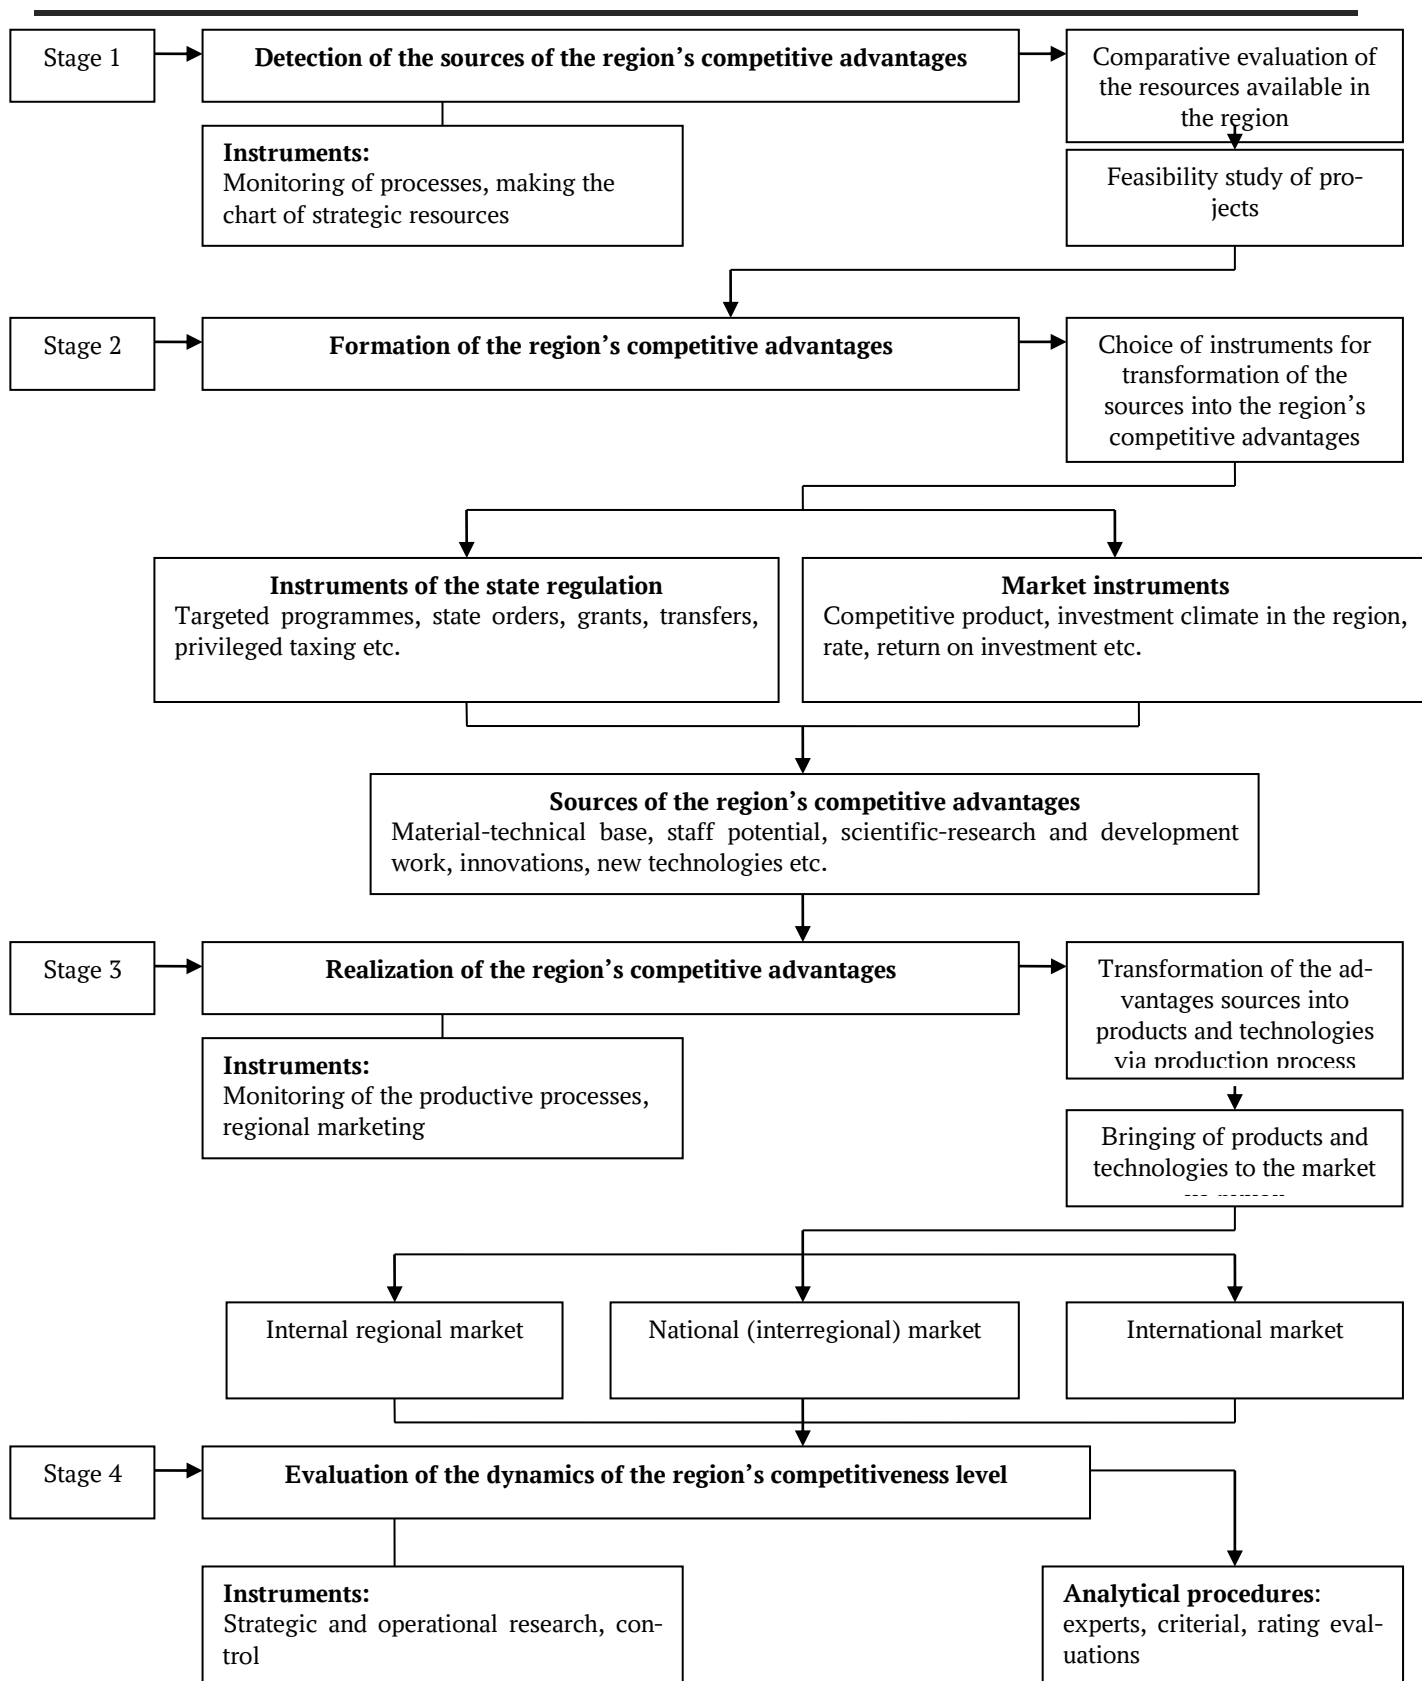 Stage 1
Detection of the sources of the region’s competitive advantages
Comparative evaluation of
the resources available in
the region
Instruments:
Monitoring of processes, making the
chart of strategic resources
Feasibility study of pro-
jects
Stage 2
Formation of the region’s competitive advantages
Choice of instruments for
transformation of the
sources into the region’s
competitive advantages
Instruments of the state regulation
Targeted programmes, state orders, grants, transfers,
privileged taxing etc.
Market instruments
Competitive product, investment climate in the region,
rate, return on investment etc.
Sources of the region’s competitive advantages
Material-technical base, staff potential, scientific-research and development
work, innovations, new technologies etc.
Stage 3
Realization of the region’s competitive advantages
Transformation of the ad-
vantages sources into
products and technologies
via production process
Instruments:
Monitoring of the productive processes,
regional marketing
Bringing of products and
technologies to the market
Internal regional market
National (interregional) market
International market
Stage 4
Evaluation of the dynamics of the region’s competitiveness level
Instruments:
Strategic and operational research, con-
trol
Analytical procedures:
experts, criterial, rating eval-
uations